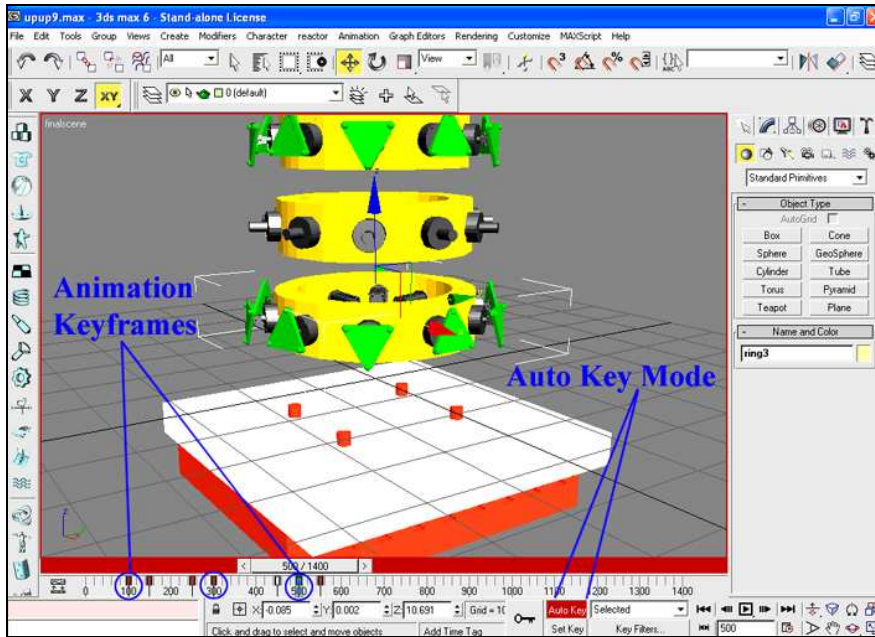 upup9.max - 3ds max 6 - Stand-alone License
File Edit Tools Group Views Create Modifiers Character reactor Animation Graph Editors Rendering Customize MAXScript Help
All
View
X Y Z XY
0 (default)
finalscene
Standard Primitives
- Object Type
AutoGrid
Box Cone
Sphere GeoSphere
Cylinder Tube
Torus Pyramid
Teapot Plane
- Name and Color
ring3
Animation
Keyframes
Auto Key Mode
z
z
< 500 / 1400 >
0 100 200 300 400 500 600 700 800 900 1000 1100 1200 1300 1400
X: -0.085 Y: 0.002 Z: 10.691 Grid = 10
Auto Key Selected
Click and drag to select and move objects Add Time Tag
Set Key Key Filters... 500